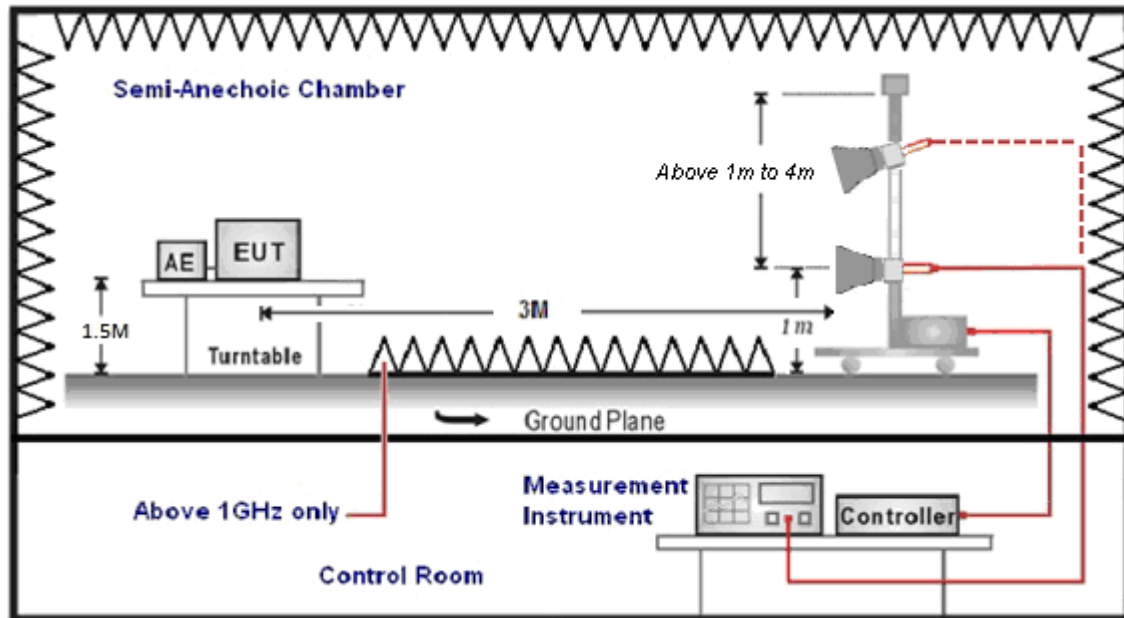 Semi-Anechoic Chamber
Above 1m to 4m
AE
EUT
3M
1m
1.5M
Turntable
Ground Plane
Above 1GHz only
Measurement
Instrument
Controller
Control Room